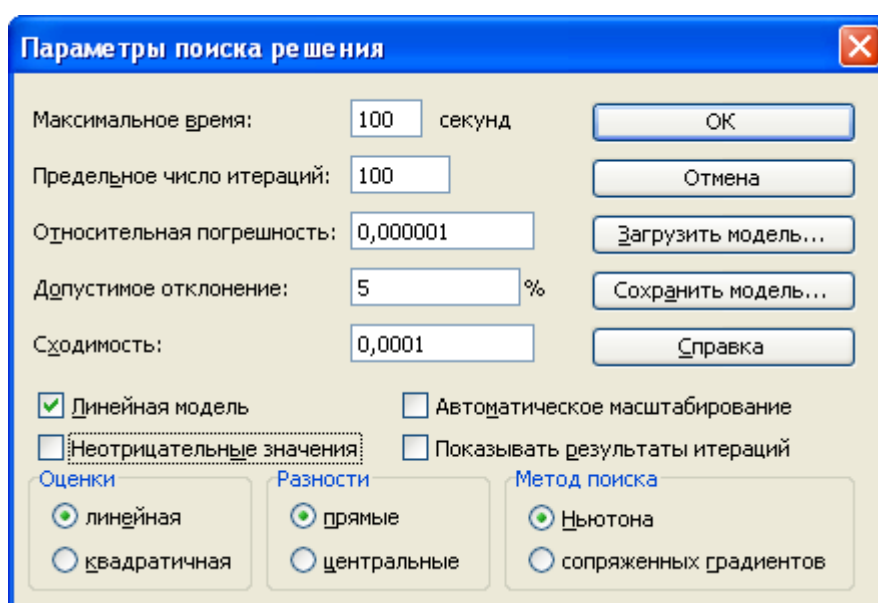 Параметры поиска решения
Максимальное время: 100 секунд OK
Предельное число итераций: 100 Отмена
Относительная погрешность: 0,000001 Загрузить модель...
Допустимое отклонение: 5 % Сохранить модель...
Сходимость: 0,0001 Справка
Линейная модель Автоматическое масштабирование
Неотрицательные значения Показывать результаты итераций
Оценки Разности Метод поиска
линейная прямые Ньютона
квадратичная центральные сопряженных градиентов